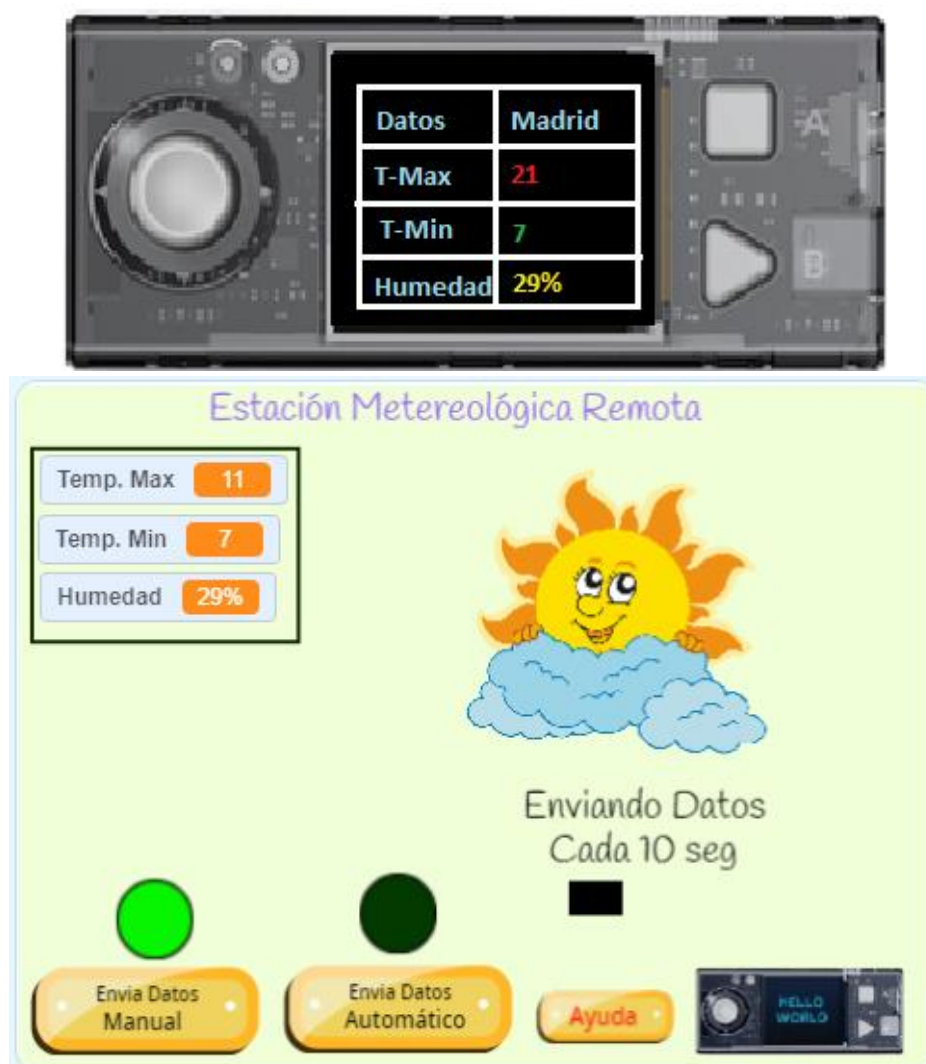 Datos Madrid
T-Max 21
T-Min 7
Humedad 29%
Estación Metereológica Remota
Temp. Max 11
Temp. Min 7
Humedad 29%
Enviando Datos
Cada 10 seg
Envia Datos
Manual
Envia Datos
Automático
Ayuda
HELLO
WORLD
A
B